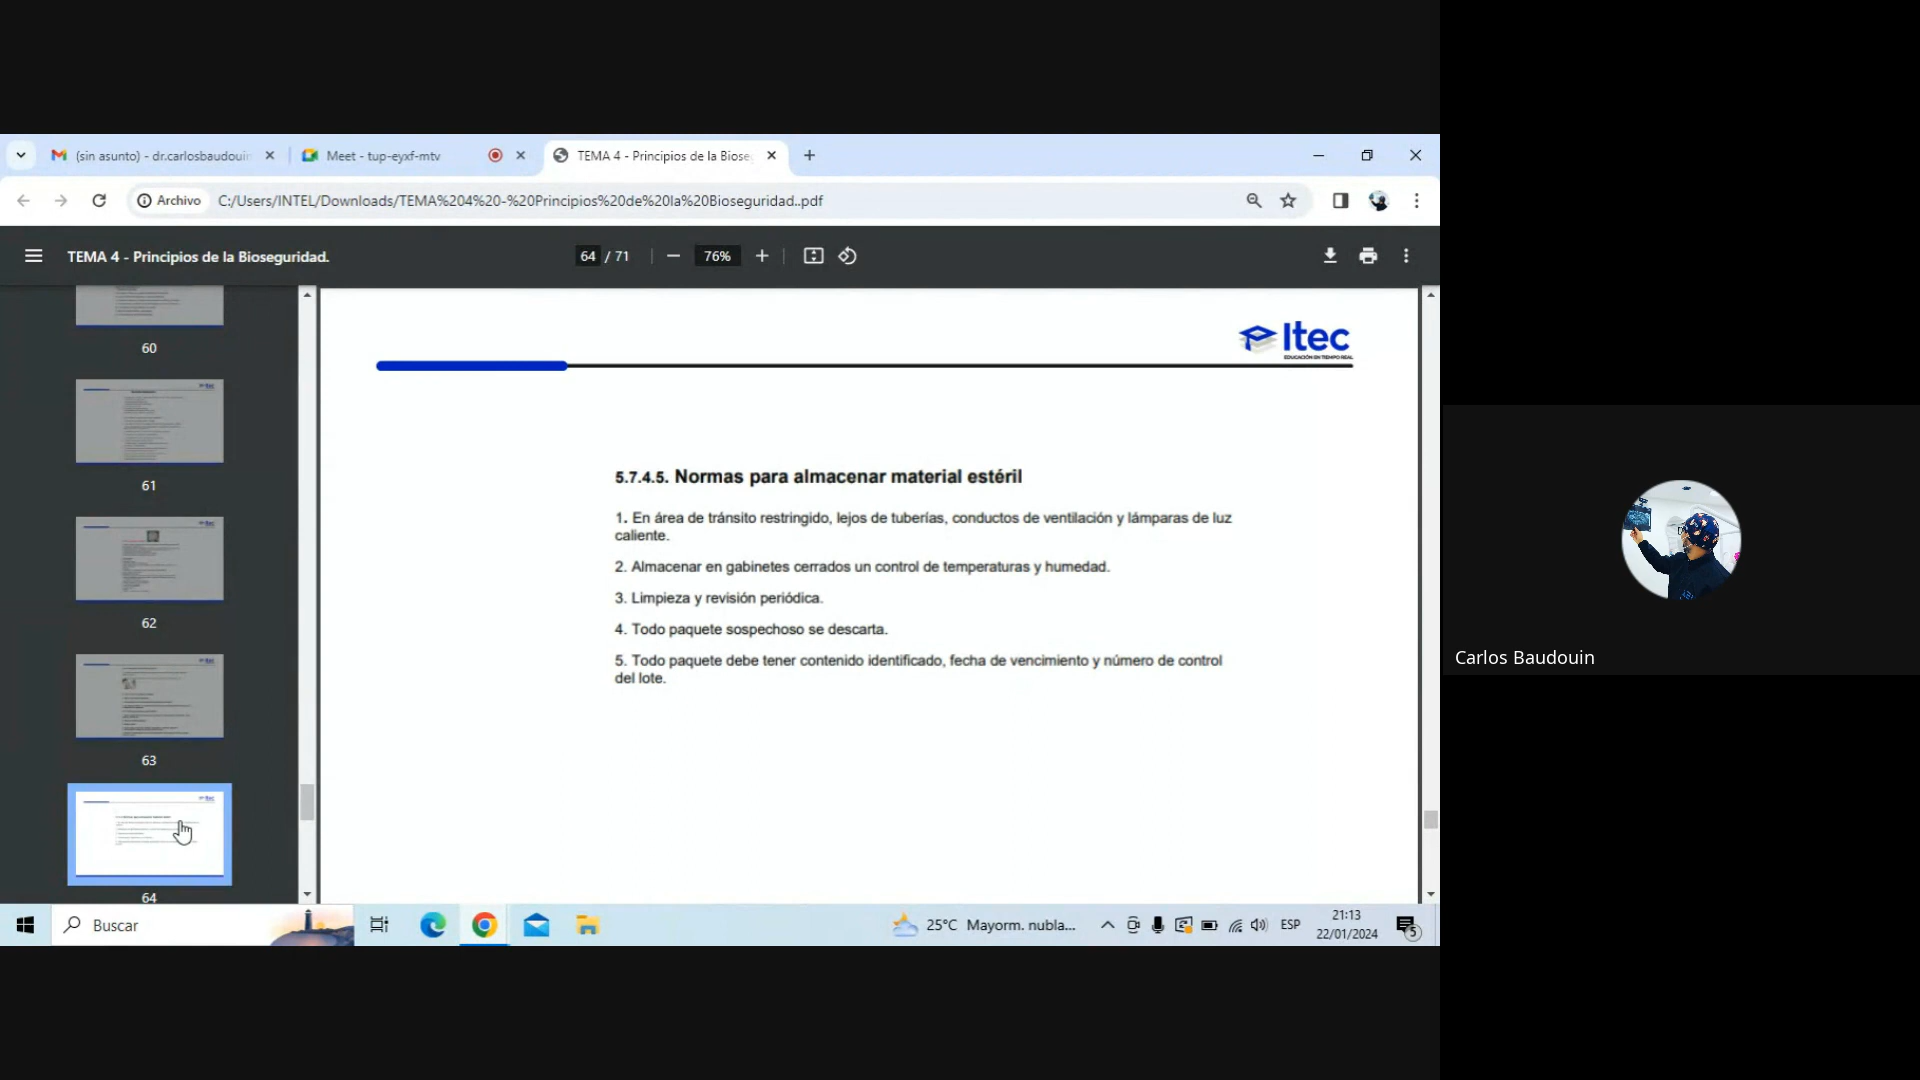 (sin asunto) - dr.carlosbaudouin
Meet - tup-eyxf-mtv
TEMA 4 - Principios de la Biose
Archivo
C:/Users/INTEL/Downloads/TEMA%204%20-%20Principios%20de%20la%20Bioseguridad..pdf
TEMA 4 - Principios de la Bioseguridad.
64 / 71
76%
60
61
62
63
64
Itec
EDUCACIÓN EN TIEMPO REAL
5.7.4.5. Normas para almacenar material estéril
1. En área de tránsito restringido, lejos de tuberías, conductos de ventilación y lámparas de luz
caliente.
2. Almacenar en gabinetes cerrados un control de temperaturas y humedad.
3. Limpieza y revisión periódica.
4. Todo paquete sospechoso se descarta.
5. Todo paquete debe tener contenido identificado, fecha de vencimiento y número de control
del lote.
Carlos Baudouin
Buscar
25°C Mayorm. nubla...
ESP
21:13
22/01/2024
5